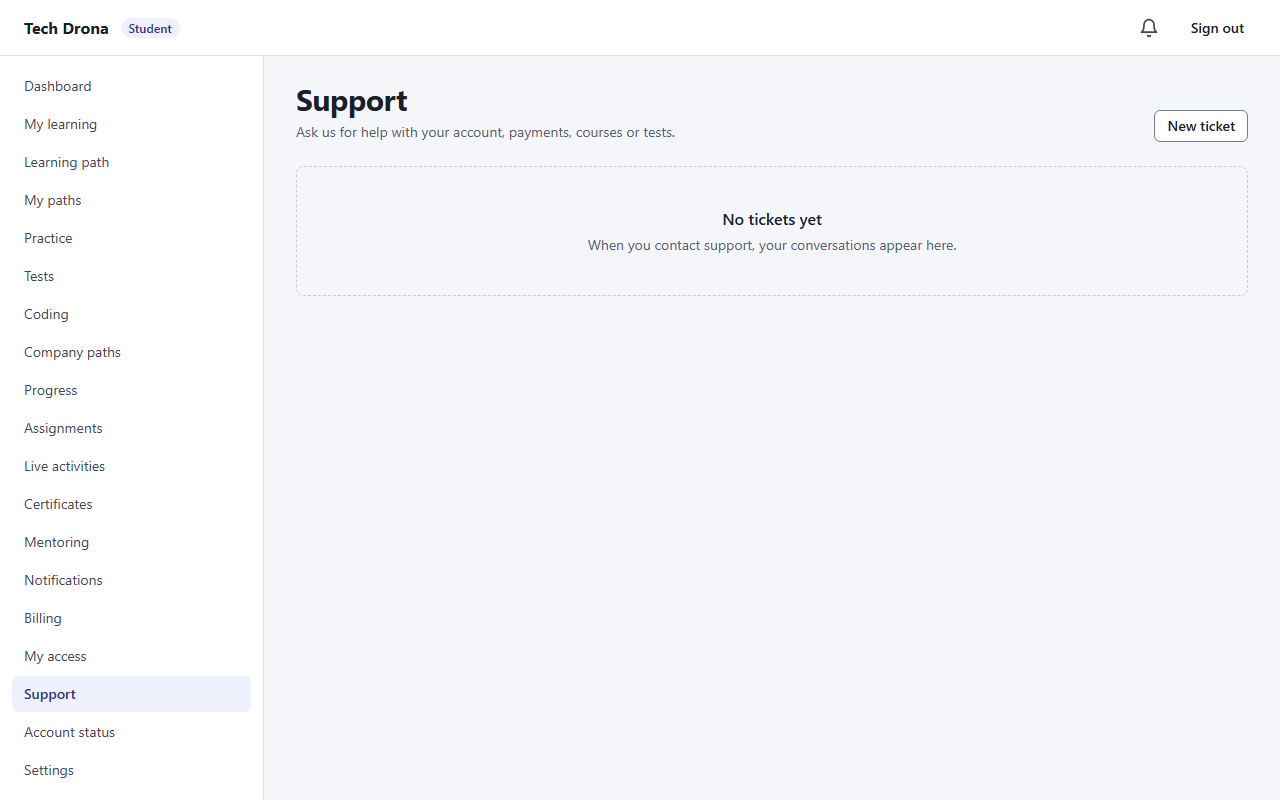 Tech Drona
Student
Sign out
Dashboard
My learning
Learning path
My paths
Practice
Tests
Coding
Company paths
Progress
Assignments
Live activities
Certificates
Mentoring
Notifications
Billing
My access
Support
Account status
Settings
Support
Ask us for help with your account, payments, courses or tests.
New ticket
No tickets yet
When you contact support, your conversations appear here.